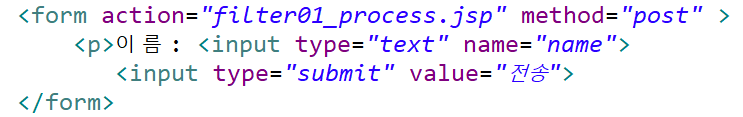 <form action="filter01_process.jsp" method="post" >
<p>이 름 : <input type="text" name="name">
<input type="submit" value="전송">
</form>